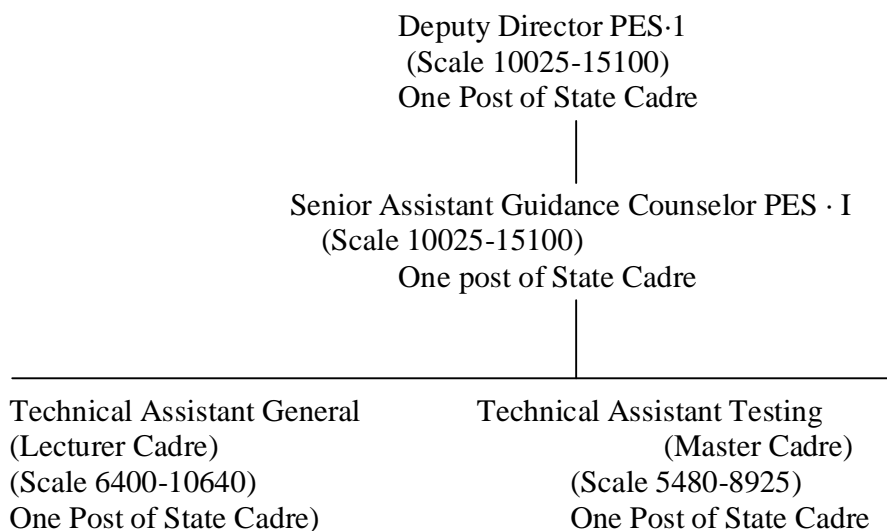 Deputy Director PES·1
(Scale 10025-15100)
One Post of State Cadre
Senior Assistant Guidance Counselor PES · I
(Scale 10025-15100)
One post of State Cadre
Technical Assistant General
(Lecturer Cadre)
(Scale 6400-10640)
One Post of State Cadre)
Technical Assistant Testing
(Master Cadre)
(Scale 5480-8925)
One Post of State Cadre